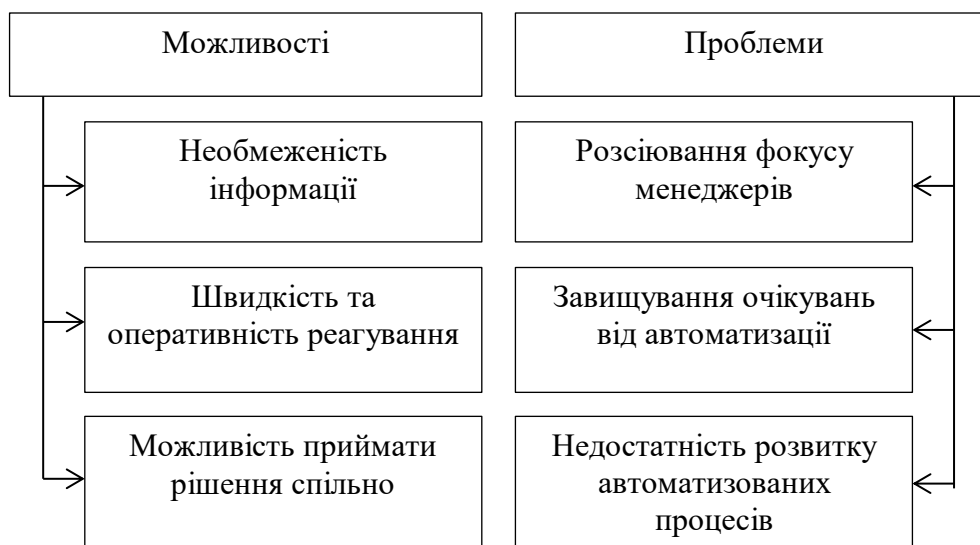 Можливості
Проблеми
Необмеженість
інформації
Розсіювання фокусу
менеджерів
Швидкість та
оперативність реагування
Завищування очікувань
від автоматизації
Можливість приймати
рішення спільно
Недостатність розвитку
автоматизованих
процесів